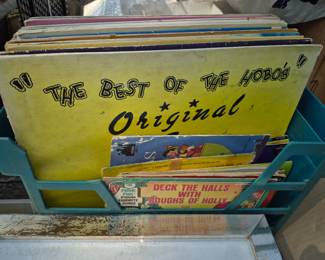 "THE BEST OF THE HOBO'S"
Original
DECK THE HALLS
WITH
BOUGHS OF HOLLY